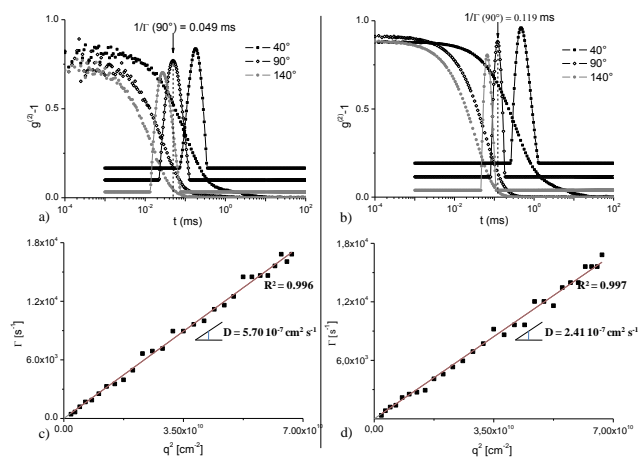 1/Γ (90°) = 0.049 ms
1.0
0.5
0.0
g⁽²⁾-1
40°
90°
140°
10⁻⁴
10⁻²
10⁰
10²
t (ms)
a)
1/Γ (90°)= 0.119 ms
1.0
0.5
0.0
g⁽²⁾-1
40°
90°
140°
10⁻⁴
10⁻²
10⁰
10²
t (ms)
b)
1.8x10⁴
1.2x10⁴
6.0x10³
Γ [s⁻¹]
R² = 0.996
D = 5.70 10⁻⁷ cm² s⁻¹
0.00
3.50x10¹⁰
7.00x10¹⁰
q² [cm⁻²]
c)
1,8x10⁴
1,2x10⁴
6,0x10³
Γ [s⁻¹]
R² = 0.997
D = 2.41 10⁻⁷ cm² s⁻¹
0,00
3,50x10¹⁰
7,00x10¹⁰
q² [cm⁻²]
d)